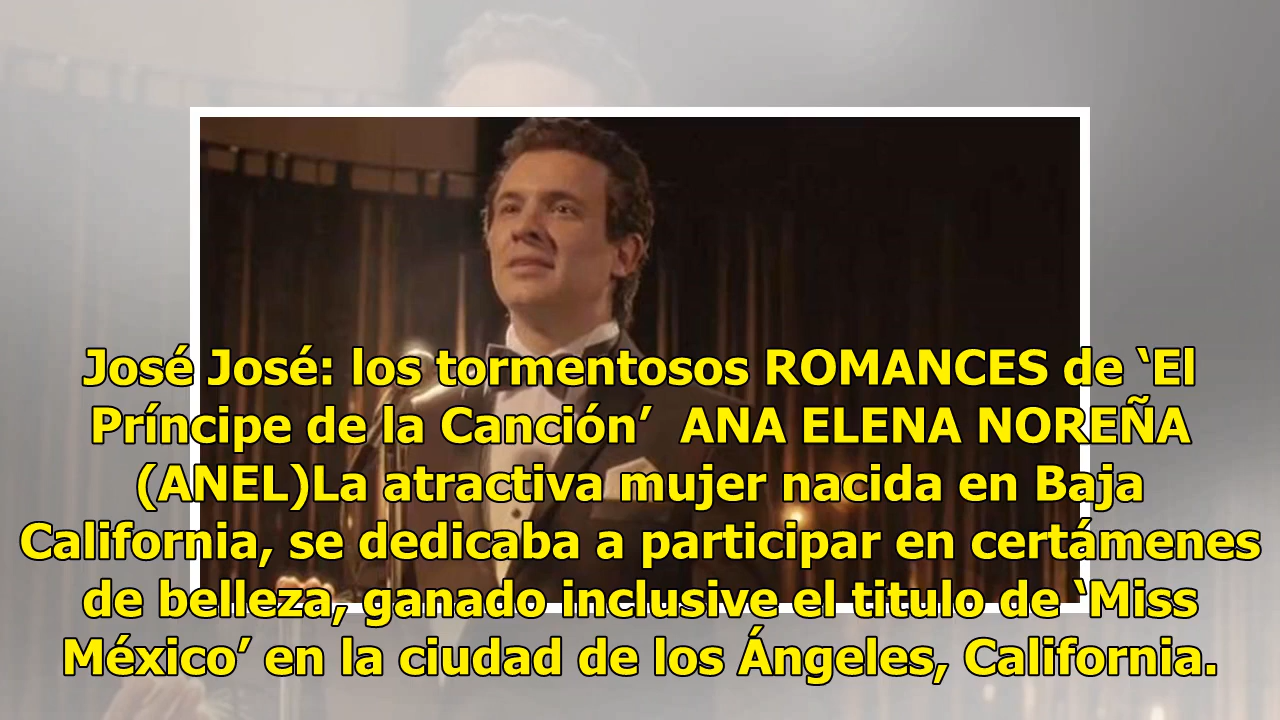 José José: los tormentosos ROMANCES de ‘El
Príncipe de la Canción’  ANA ELENA NOREÑA
(ANEL)La atractiva mujer nacida en Baja
California, se dedicaba a participar en certámenes
de belleza, ganado inclusive el titulo de ‘Miss
México’ en la ciudad de los Ángeles, California.